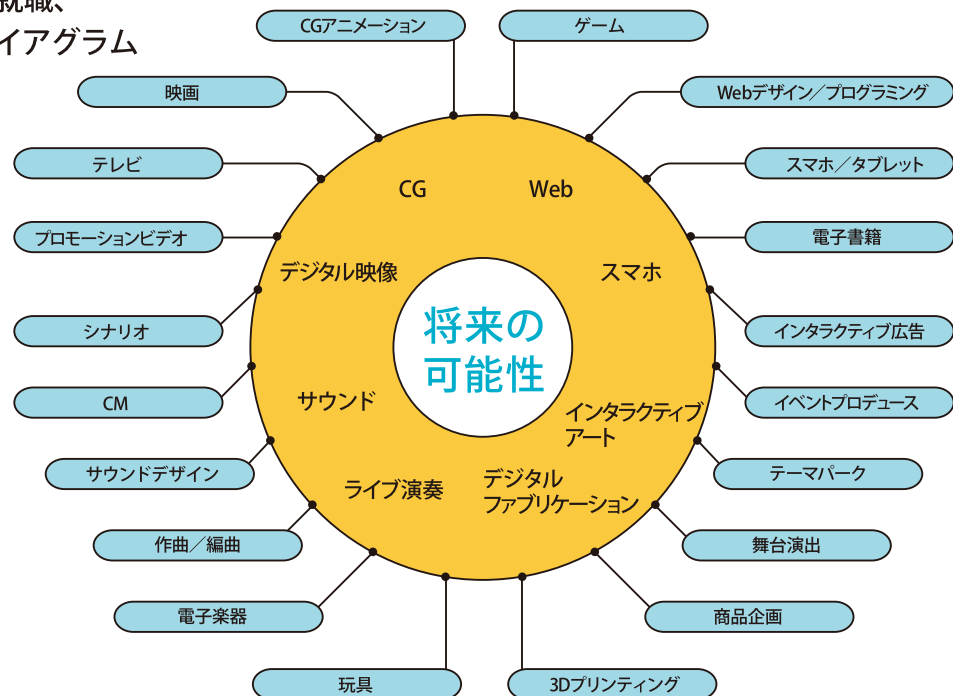 就職、
イアグラム
CGアニメーション
ゲーム
映画
Webデザイン／プログラミング
テレビ
スマホ／タブレット
プロモーションビデオ
電子書籍
シナリオ
インタラクティブ広告
CM
イベントプロデュース
サウンドデザイン
テーマパーク
作曲／編曲
舞台演出
電子楽器
商品企画
玩具
3Dプリンティング
CG
Web
デジタル映像
スマホ
サウンド
インタラクティブ
アート
ライブ演奏
デジタル
ファブリケーション
将来の
可能性